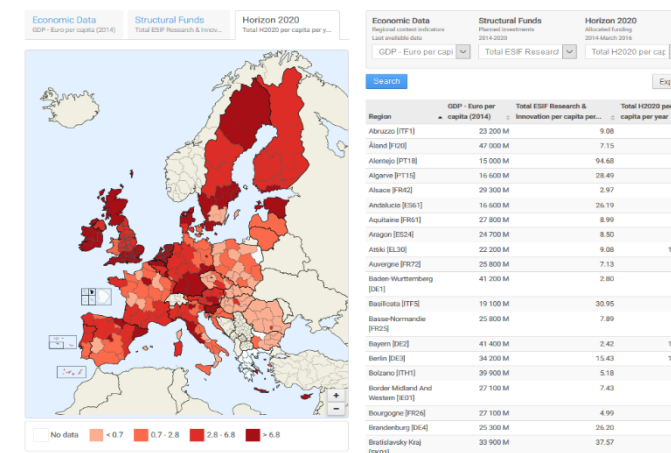 Economic Data
GDP - Euro per capita (2014)
Structural Funds
Total ESIF Research & Innov...
Horizon 2020
Total H2020 per capita per y...
+
−
No data
< 0.7
0.7 - 2.8
2.8 - 6.8
> 6.8
Economic Data
Regional context indicators
Last available data
GDP - Euro per capi
Structural Funds
Planned investments
2014-2020
Total ESIF Researcl
Horizon 2020
Allocated funding
2014-March 2016
Total H2020 per cap
Search
Exp
Region
GDP - Euro per
capita (2014)
Total ESIF Research &
Innovation per capita per...
Total H2020 per
capita per year
Abruzzo [ITF1] 23 200 M 9.08
Åland [FI20] 47 000 M 7.15
Alentejo [PT18] 15 000 M 94.68
Algarve [PT15] 16 600 M 28.49
Alsace [FR42] 29 300 M 2.97
Andalucia [ES61] 16 600 M 26.19
Aquitaine [FR61] 27 800 M 8.99
Aragon [ES24] 24 700 M 8.50
Attiki [EL30] 22 200 M 9.08 1
Auvergne [FR72] 25 800 M 7.13
Baden-Wurttemberg 41 200 M 2.80
[DE1]
Basilicata [ITF5] 19 100 M 30.95
Basse-Normandie 25 800 M 7.89
[FR25]
Bayern [DE2] 41 400 M 2.42 1
Berlin [DE3] 34 200 M 15.43 1
Bolzano [ITH1] 39 900 M 5.18
Border Midland And 27 100 M 7.43
Western [IE01]
Bourgogne [FR26] 27 100 M 4.99
Brandenburg [DE4] 25 300 M 26.20
Bratislavsky Kraj 33 900 M 37.57